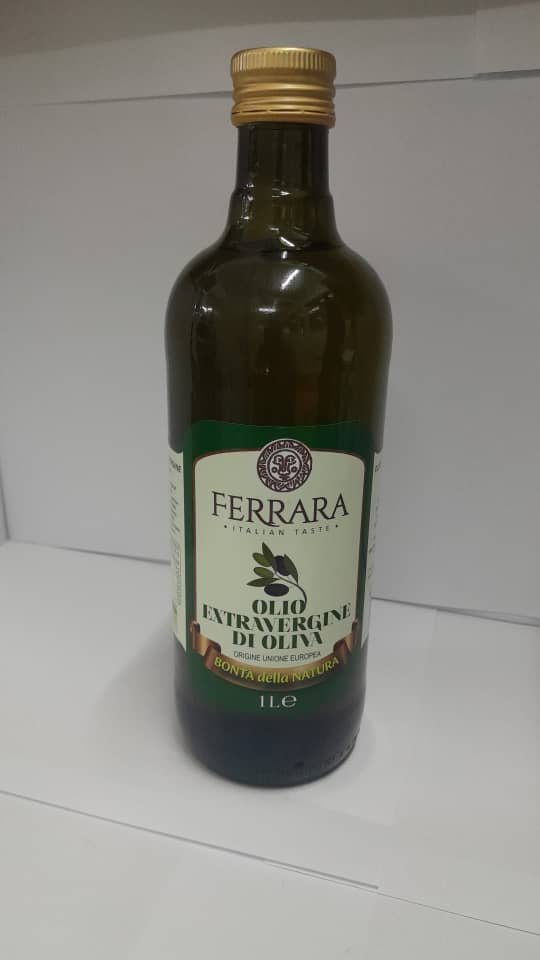 FERRARA
• ITALIAN TASTE •
OLIO
EXTRAVERGINE
DI OLIVA
ORIGINE UNIONE EUROPEA
BONTÀ della NATURA
1 L e